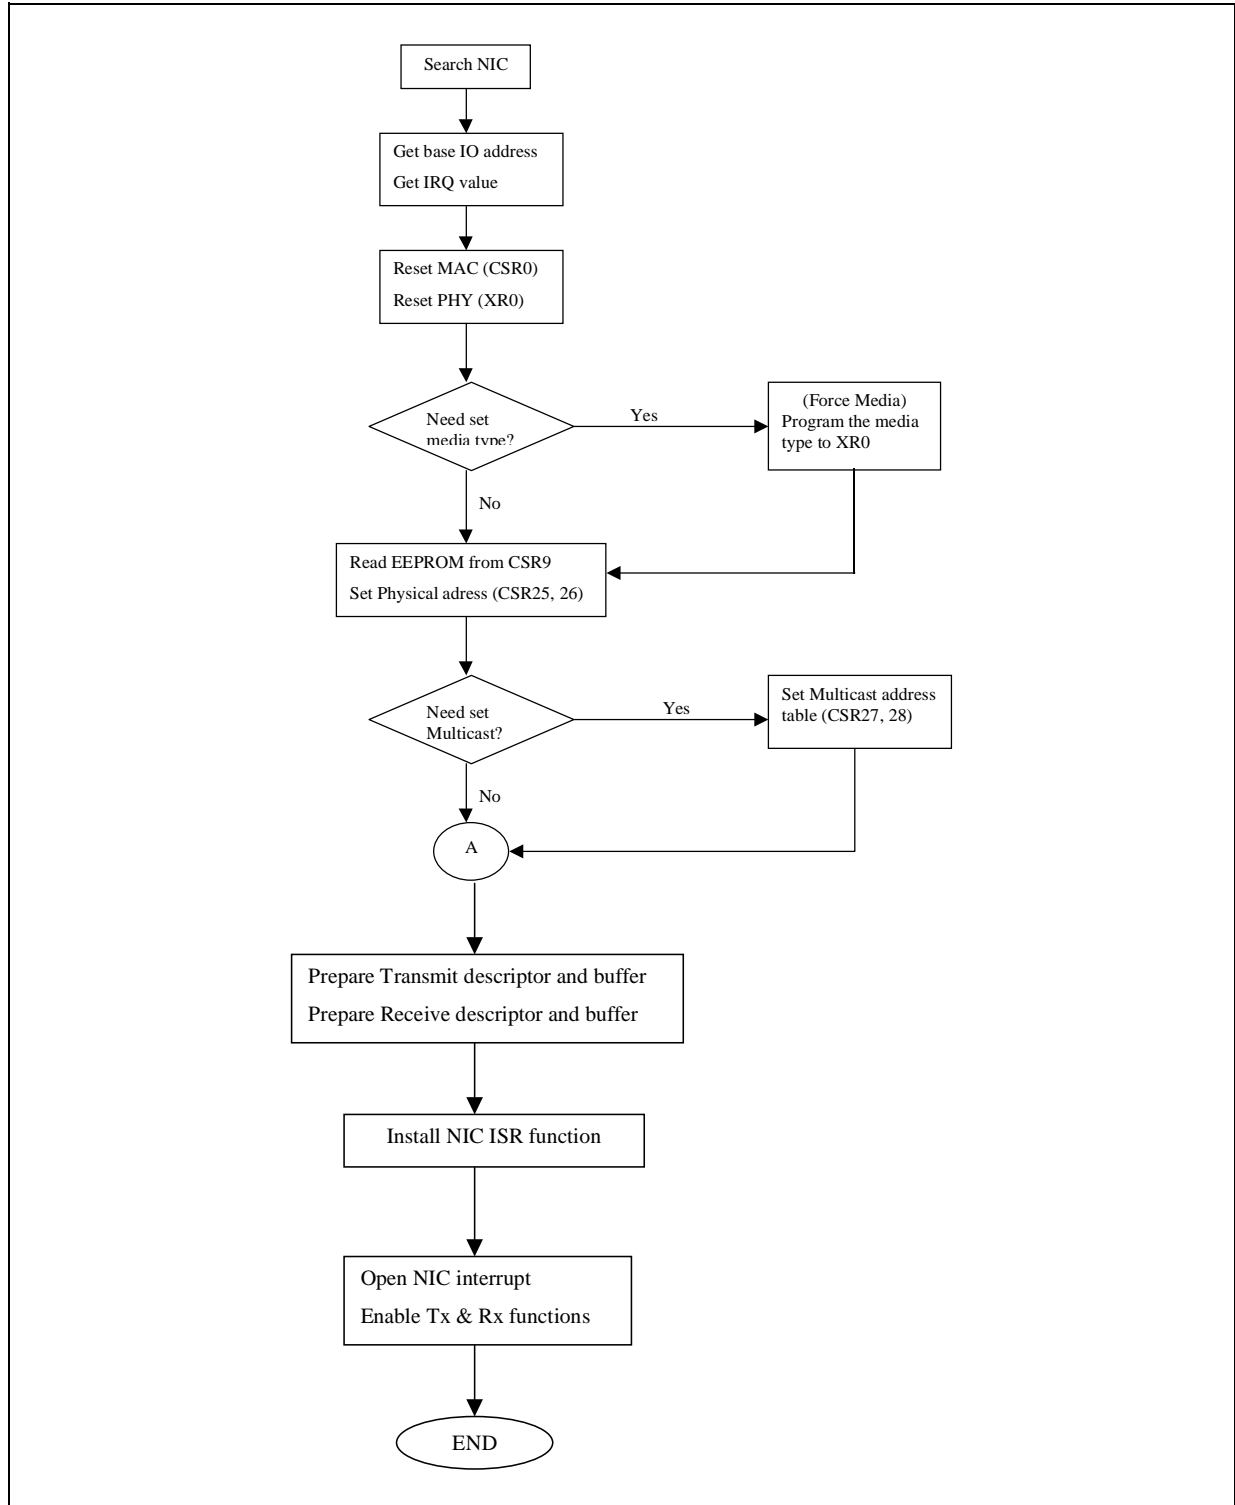 Search NIC
Get base IO address
Get IRQ value
Reset MAC (CSR0)
Reset PHY (XR0)
Need set
media type?
Yes
(Force Media)
Program the media
type to XR0
No
Read EEPROM from CSR9
Set Physical adress (CSR25, 26)
Need set
Multicast?
Yes
Set Multicast address
table (CSR27, 28)
No
A
Prepare Transmit descriptor and buffer
Prepare Receive descriptor and buffer
Install NIC ISR function
Open NIC interrupt
Enable Tx & Rx functions
END